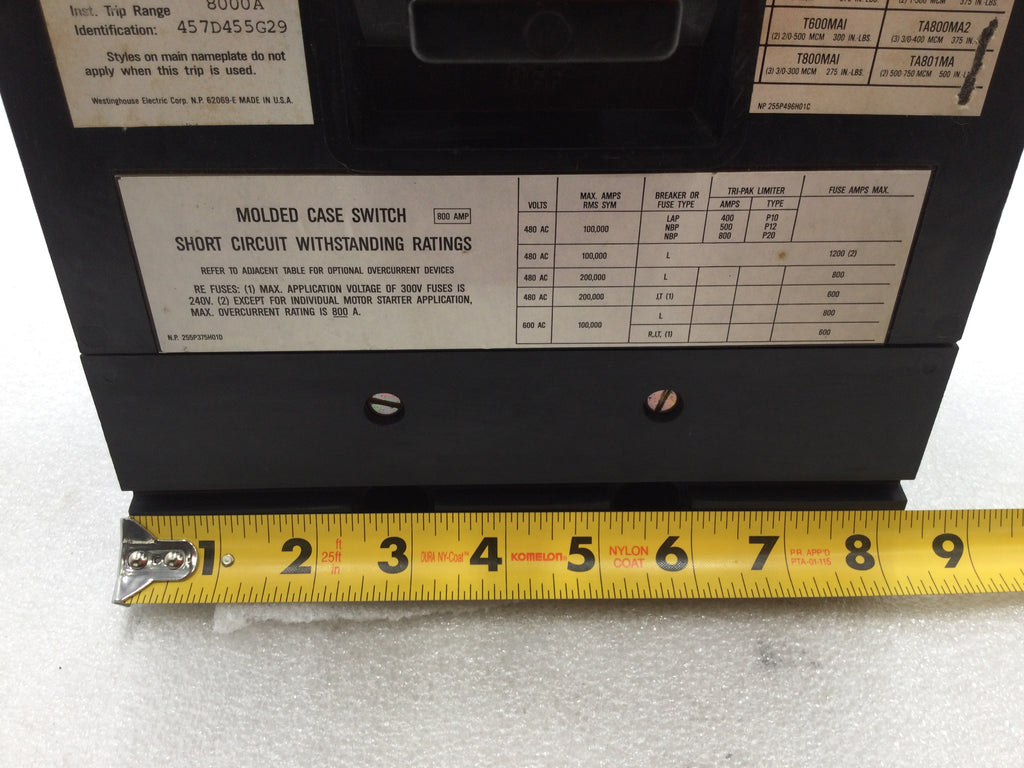 Inst. Trip Range 8000A
Identification: 457D455G29
Styles on main nameplate do not
apply when this trip is used.
Westinghouse Electric Corp. N.P. 62069-E MADE IN U.S.A.
T600MAI
(2) 2/0-500 MCM 300 IN-LBS.
TA800MA2
(3) 3/0-400 MCM 375 IN.
T800MAI
(3) 3/0-300 MCM 275 IN.-LBS.
TA801MA
(2) 500-750 MCM 500 IN.
NP 255P496H01C
MOLDED CASE SWITCH 800 AMP
SHORT CIRCUIT WITHSTANDING RATINGS
REFER TO ADJACENT TABLE FOR OPTIONAL OVERCURRENT DEVICES
RE FUSES: (1) MAX. APPLICATION VOLTAGE OF 300V FUSES IS
240V. (2) EXCEPT FOR INDIVIDUAL MOTOR STARTER APPLICATION,
MAX. OVERCURRENT RATING IS 800 A.
N.P. 255P375H01D
VOLTS MAX. AMPS RMS SYM BREAKER OR FUSE TYPE TRI-PAK LIMITER AMPS TYPE FUSE AMPS MAX.
480 AC 100,000 LAP 400 P10
NBP 500 P12
NBP 800 P20
480 AC 100,000 L 1200 (2)
480 AC 200,000 L 800
480 AC 200,000 J,T (1) 600
600 AC 100,000 L 800
R,J,T, (1) 600
1 2 ft 25ft in 3 DURA NY-Coat™ 4 KOMELON® 5 NYLON COAT 6 7 P.R. APP'D PTA-01-115 8 9